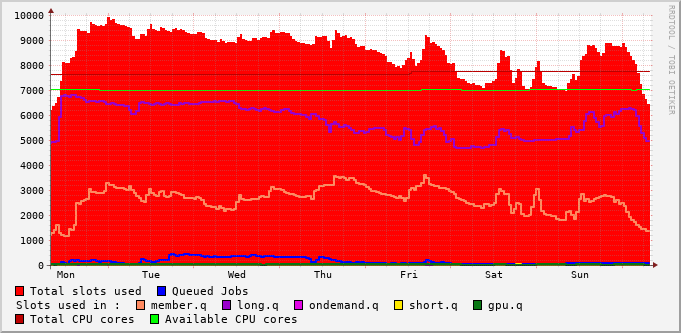 10000
9000
8000
7000
6000
5000
4000
3000
2000
1000
0
Mon Tue Wed Thu Fri Sat Sun
Total slots used Queued Jobs
Slots used in : member.q long.q ondemand.q short.q gpu.q
Total CPU cores Available CPU cores
RRDTOOL / TOBI OETIKER